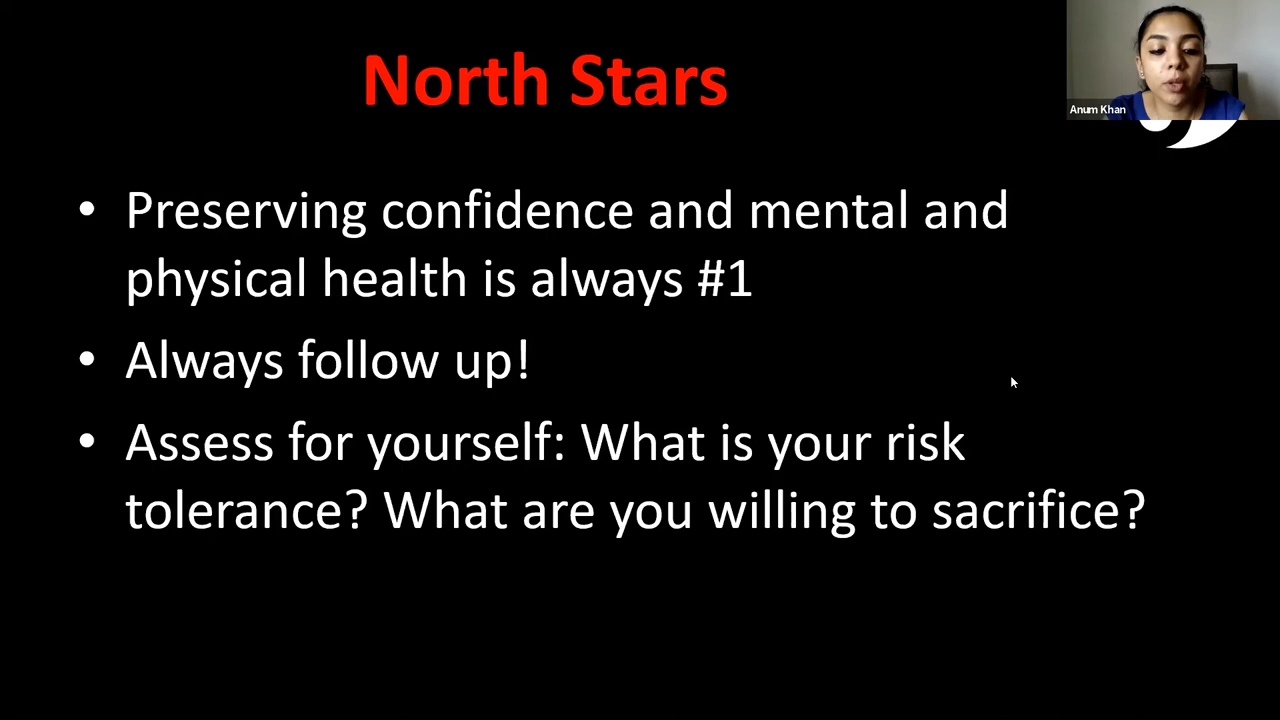 North Stars
Anum Khan
• Preserving confidence and mental and
physical health is always #1
• Always follow up!
• Assess for yourself: What is your risk
tolerance? What are you willing to sacrifice?